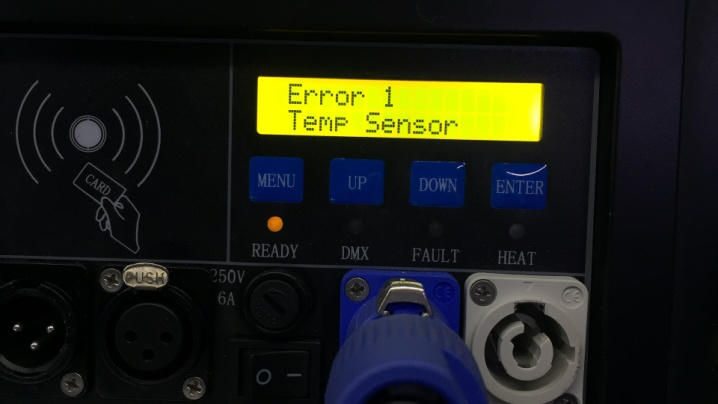 Error 1
Temp Sensor
CARD
MENU
UP
DOWN
ENTER
READY
DMX
FAULT
HEAT
PUSH
250V
6A
O